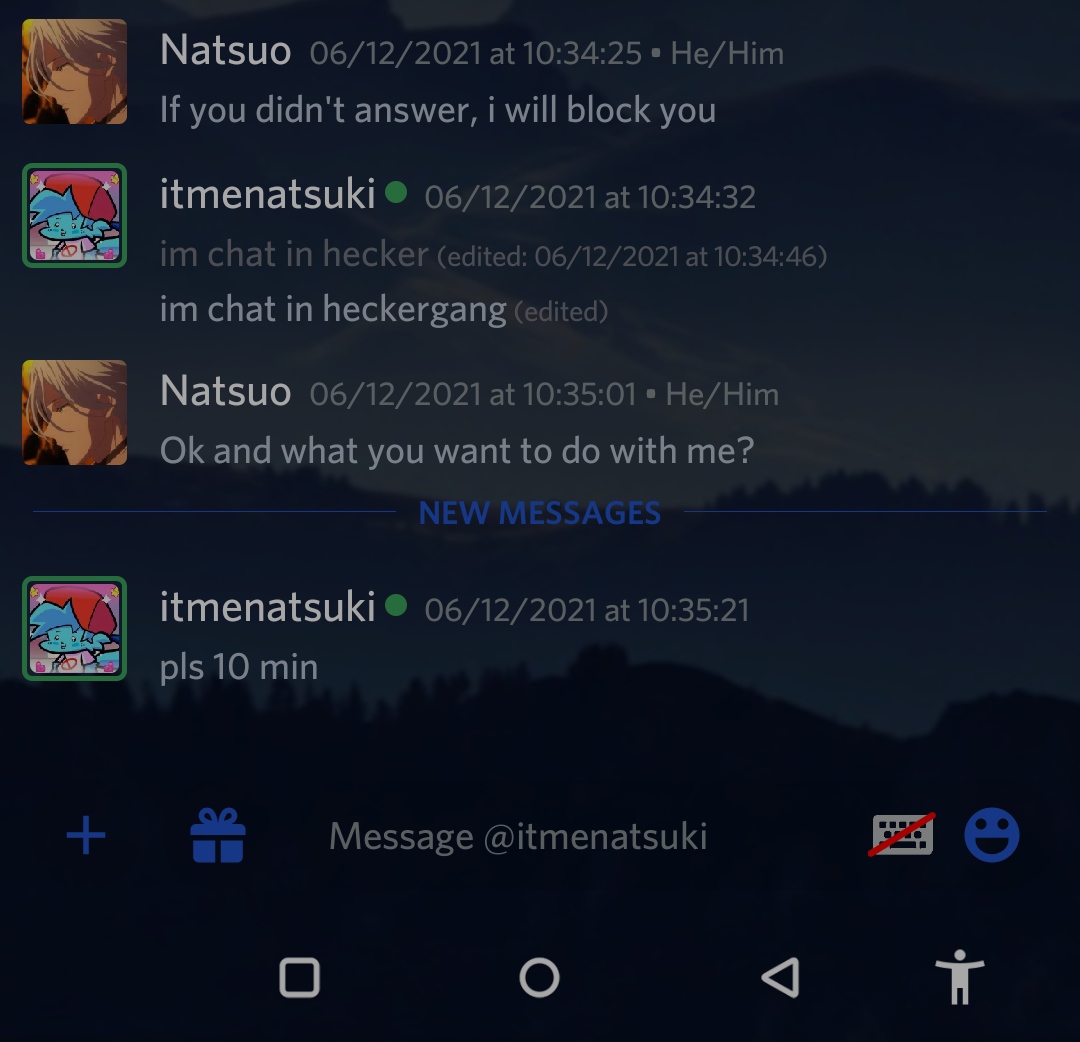 Natsuo 06/12/2021 at 10:34:25 • He/Him
If you didn't answer, i will block you
itmenatsuki 06/12/2021 at 10:34:32
im chat in hecker (edited: 06/12/2021 at 10:34:46)
im chat in heckergang (edited)
Natsuo 06/12/2021 at 10:35:01 • He/Him
Ok and what you want to do with me?
NEW MESSAGES
itmenatsuki 06/12/2021 at 10:35:21
pls 10 min
Message @itmenatsuki